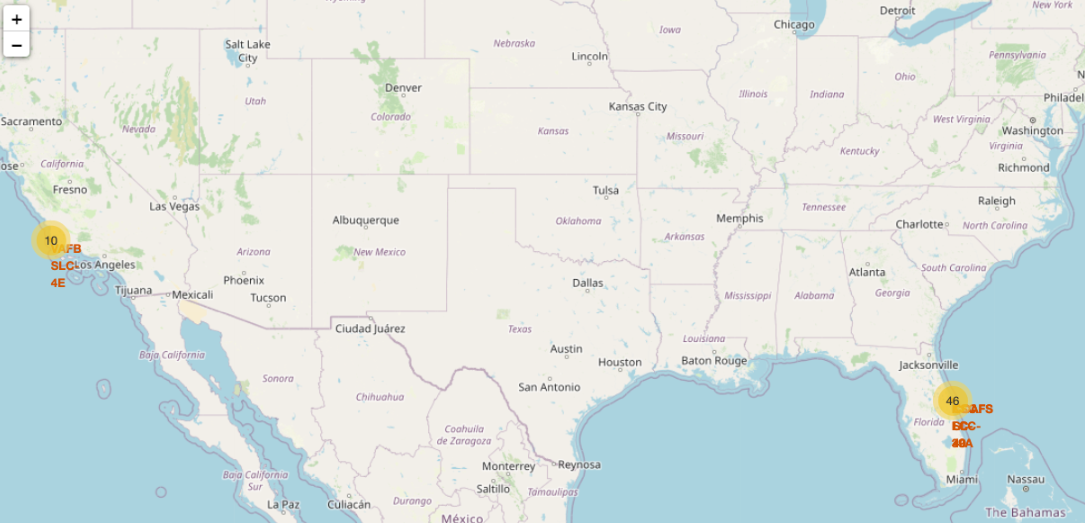 +
−
Wyoming
Detroit
New York
Chicago
Iowa
Salt Lake
City
Nebraska
Lincoln
Pennsylvania
Ohio
Denver
Utah
Illinois
Indiana
Philadel
Kansas City
Colorado
Sacramento
Nevada
Kansas
Missouri
West Virginia
Washington
Virginia
Kentucky
ose
California
Richmond
Fresno
Tulsa
Las Vegas
Raleigh
Tennessee
Albuquerque
Oklahoma
Memphis
Charlotte
North Carolina
10
AFB
SLC-
4E
Arizona
New Mexico
Arkansas
Los Angeles
Atlanta
South Carolina
Phoenix
Dallas
Tijuana
Mexicali
Tucson
Mississippi
Alabama
Georgia
Ciudad Juárez
Texas
Louisiana
Austin
Baja California
Houston
Baton Rouge
Jacksonville
Sonora
San Antonio
Chihuahua
46
AFS
Florida
Coahuila
de Zaragoza
Monterrey
Reynosa
Baja California
Sur
Miami
Nassau
Saltillo
Tamaulipas
La Paz
Culiacán
Durango
The Bahamas
México